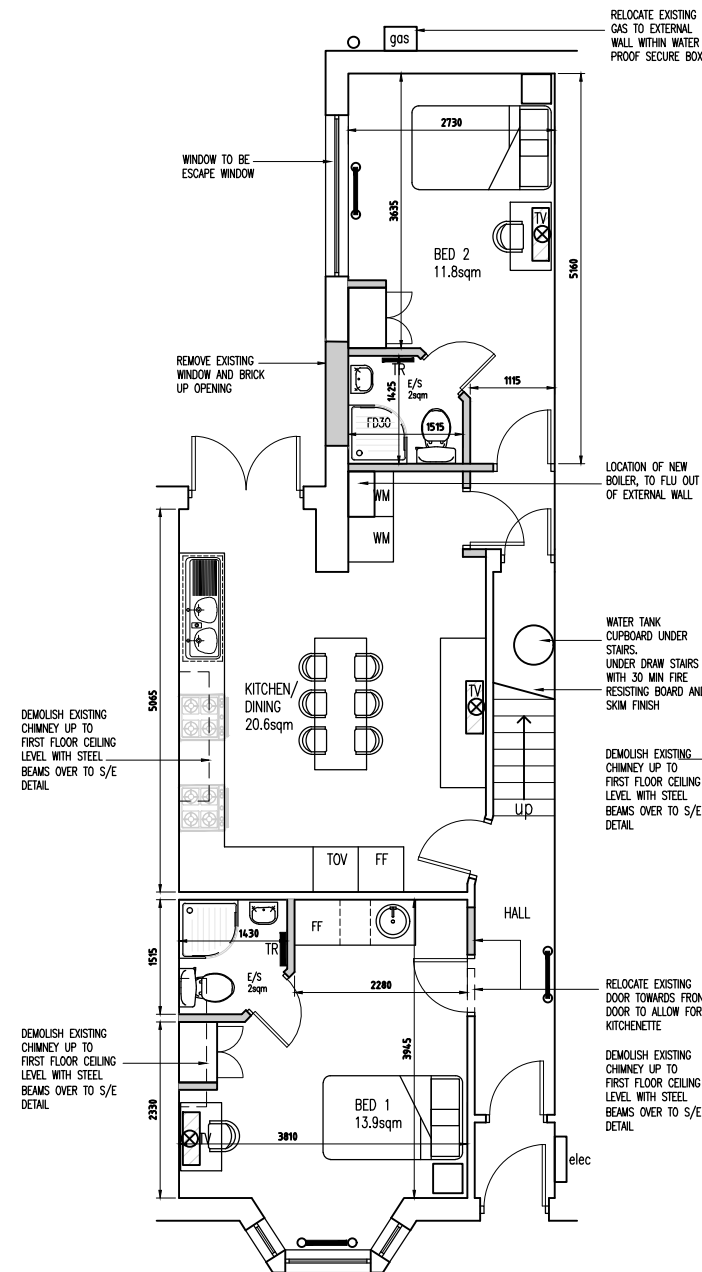 RELOCATE EXISTING
GAS TO EXTERNAL
WALL WITHIN WATER
PROOF SECURE BOX
gas
2730
WINDOW TO BE
ESCAPE WINDOW
3635
TV
BED 2
11.8sqm
5160
REMOVE EXISTING
WINDOW AND BRICK
UP OPENING
TR
E/S
2sqm
1425
1115
FD30
1515
LOCATION OF NEW
BOILER, TO FLU OUT
OF EXTERNAL WALL
WM
WM
WATER TANK
CUPBOARD UNDER
STAIRS.
UNDER DRAW STAIRS
WITH 30 MIN FIRE
RESISTING BOARD AND
SKIM FINISH
KITCHEN/
DINING
20.6sqm
TV
5065
DEMOLISH EXISTING
CHIMNEY UP TO
FIRST FLOOR CEILING
LEVEL WITH STEEL
BEAMS OVER TO S/E
DETAIL
DEMOLISH EXISTING
CHIMNEY UP TO
FIRST FLOOR CEILING
LEVEL WITH STEEL
BEAMS OVER TO S/E
DETAIL
up
TOV
FF
HALL
FF
1430
TR
1515
E/S
2sqm
2280
RELOCATE EXISTING
DOOR TOWARDS FRON
DOOR TO ALLOW FOR
KITCHENETTE
DEMOLISH EXISTING
CHIMNEY UP TO
FIRST FLOOR CEILING
LEVEL WITH STEEL
BEAMS OVER TO S/E
DETAIL
3945
DEMOLISH EXISTING
CHIMNEY UP TO
FIRST FLOOR CEILING
LEVEL WITH STEEL
BEAMS OVER TO S/E
DETAIL
2330
BED 1
13.9sqm
3810
elec